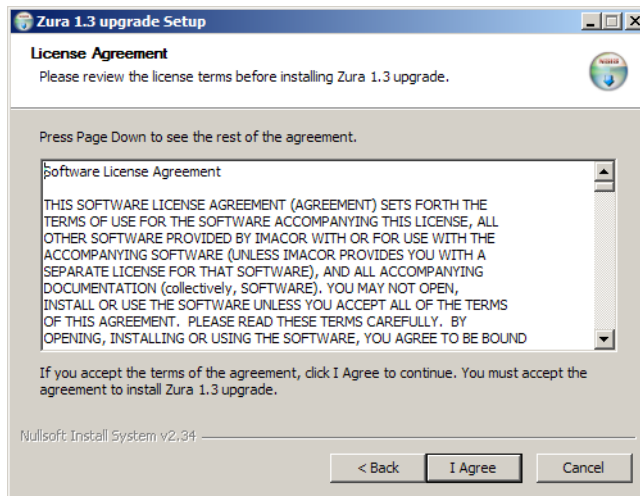 Zura 1.3 upgrade Setup
License Agreement
Please review the license terms before installing Zura 1.3 upgrade.
Press Page Down to see the rest of the agreement.
Software License Agreement
THIS SOFTWARE LICENSE AGREEMENT (AGREEMENT) SETS FORTH THE
TERMS OF USE FOR THE SOFTWARE ACCOMPANYING THIS LICENSE, ALL
OTHER SOFTWARE PROVIDED BY IMACOR WITH OR FOR USE WITH THE
ACCOMPANYING SOFTWARE (UNLESS IMACOR PROVIDES YOU WITH A
SEPARATE LICENSE FOR THAT SOFTWARE), AND ALL ACCOMPANYING
DOCUMENTATION (collectively, SOFTWARE). YOU MAY NOT OPEN,
INSTALL OR USE THE SOFTWARE UNLESS YOU ACCEPT ALL OF THE TERMS
OF THIS AGREEMENT.  PLEASE READ THESE TERMS CAREFULLY.  BY
OPENING, INSTALLING OR USING THE SOFTWARE, YOU AGREE TO BE BOUND
If you accept the terms of the agreement, click I Agree to continue. You must accept the
agreement to install Zura 1.3 upgrade.
Nullsoft Install System v2.34
< Back
I Agree
Cancel